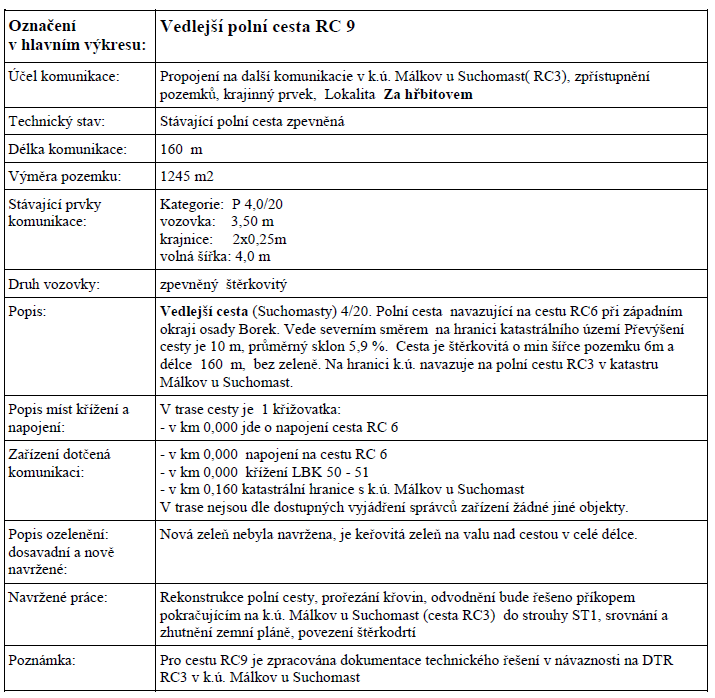 Označení
v hlavním výkresu:
Vedlejší polní cesta RC 9
Účel komunikace:
Propojení na další komunikacie v k.ú. Málkov u Suchomast( RC3), zpřístupnění
pozemků, krajinný prvek, Lokalita Za hřbitovem
Technický stav:
Stávající polní cesta zpevněná
Délka komunikace:
160 m
Výměra pozemku:
1245 m2
Stávající prvky
komunikace:
Kategorie: P 4,0/20
vozovka: 3,50 m
krajnice: 2x0,25m
volná šířka: 4,0 m
Druh vozovky:
zpevněný štěrkovitý
Popis:
Vedlejší cesta (Suchomasty) 4/20. Polní cesta navazující na cestu RC6 při západním
okraji osady Borek. Vede severním směrem na hranici katastrálního území Převýšení
cesty je 10 m, průměrný sklon 5,9 %. Cesta je štěrkovitá o min šířce pozemku 6m a
délce 160 m, bez zeleně. Na hranici k.ú. navazuje na polní cestu RC3 v katastru
Málkov u Suchomast.
Popis míst křížení a
napojení:
V trase cesty je 1 křižovatka:
- v km 0,000 jde o napojení cesta RC 6
Zařízení dotčená
komunikaci:
- v km 0,000 napojení na cestu RC 6
- v km 0,000 křížení LBK 50 - 51
- v km 0,160 katastrální hranice s k.ú. Málkov u Suchomast
V trase nejsou dle dostupných vyjádření správců zařízení žádné jiné objekty.
Popis ozelenění:
dosavadní a nově
navržené:
Nová zeleň nebyla navržena, je keřovitá zeleň na valu nad cestou v celé délce.
Navržené práce:
Rekonstrukce polní cesty, prořezání křovin, odvodnění bude řešeno příkopem
pokračujícím na k.ú. Málkov u Suchomast (cesta RC3) do strouhy ST1, srovnání a
zhutnění zemní pláně, povezení štěrkodrtí
Poznámka:
Pro cestu RC9 je zpracována dokumentace technického řešení v návaznosti na DTR
RC3 v k.ú. Málkov u Suchomast